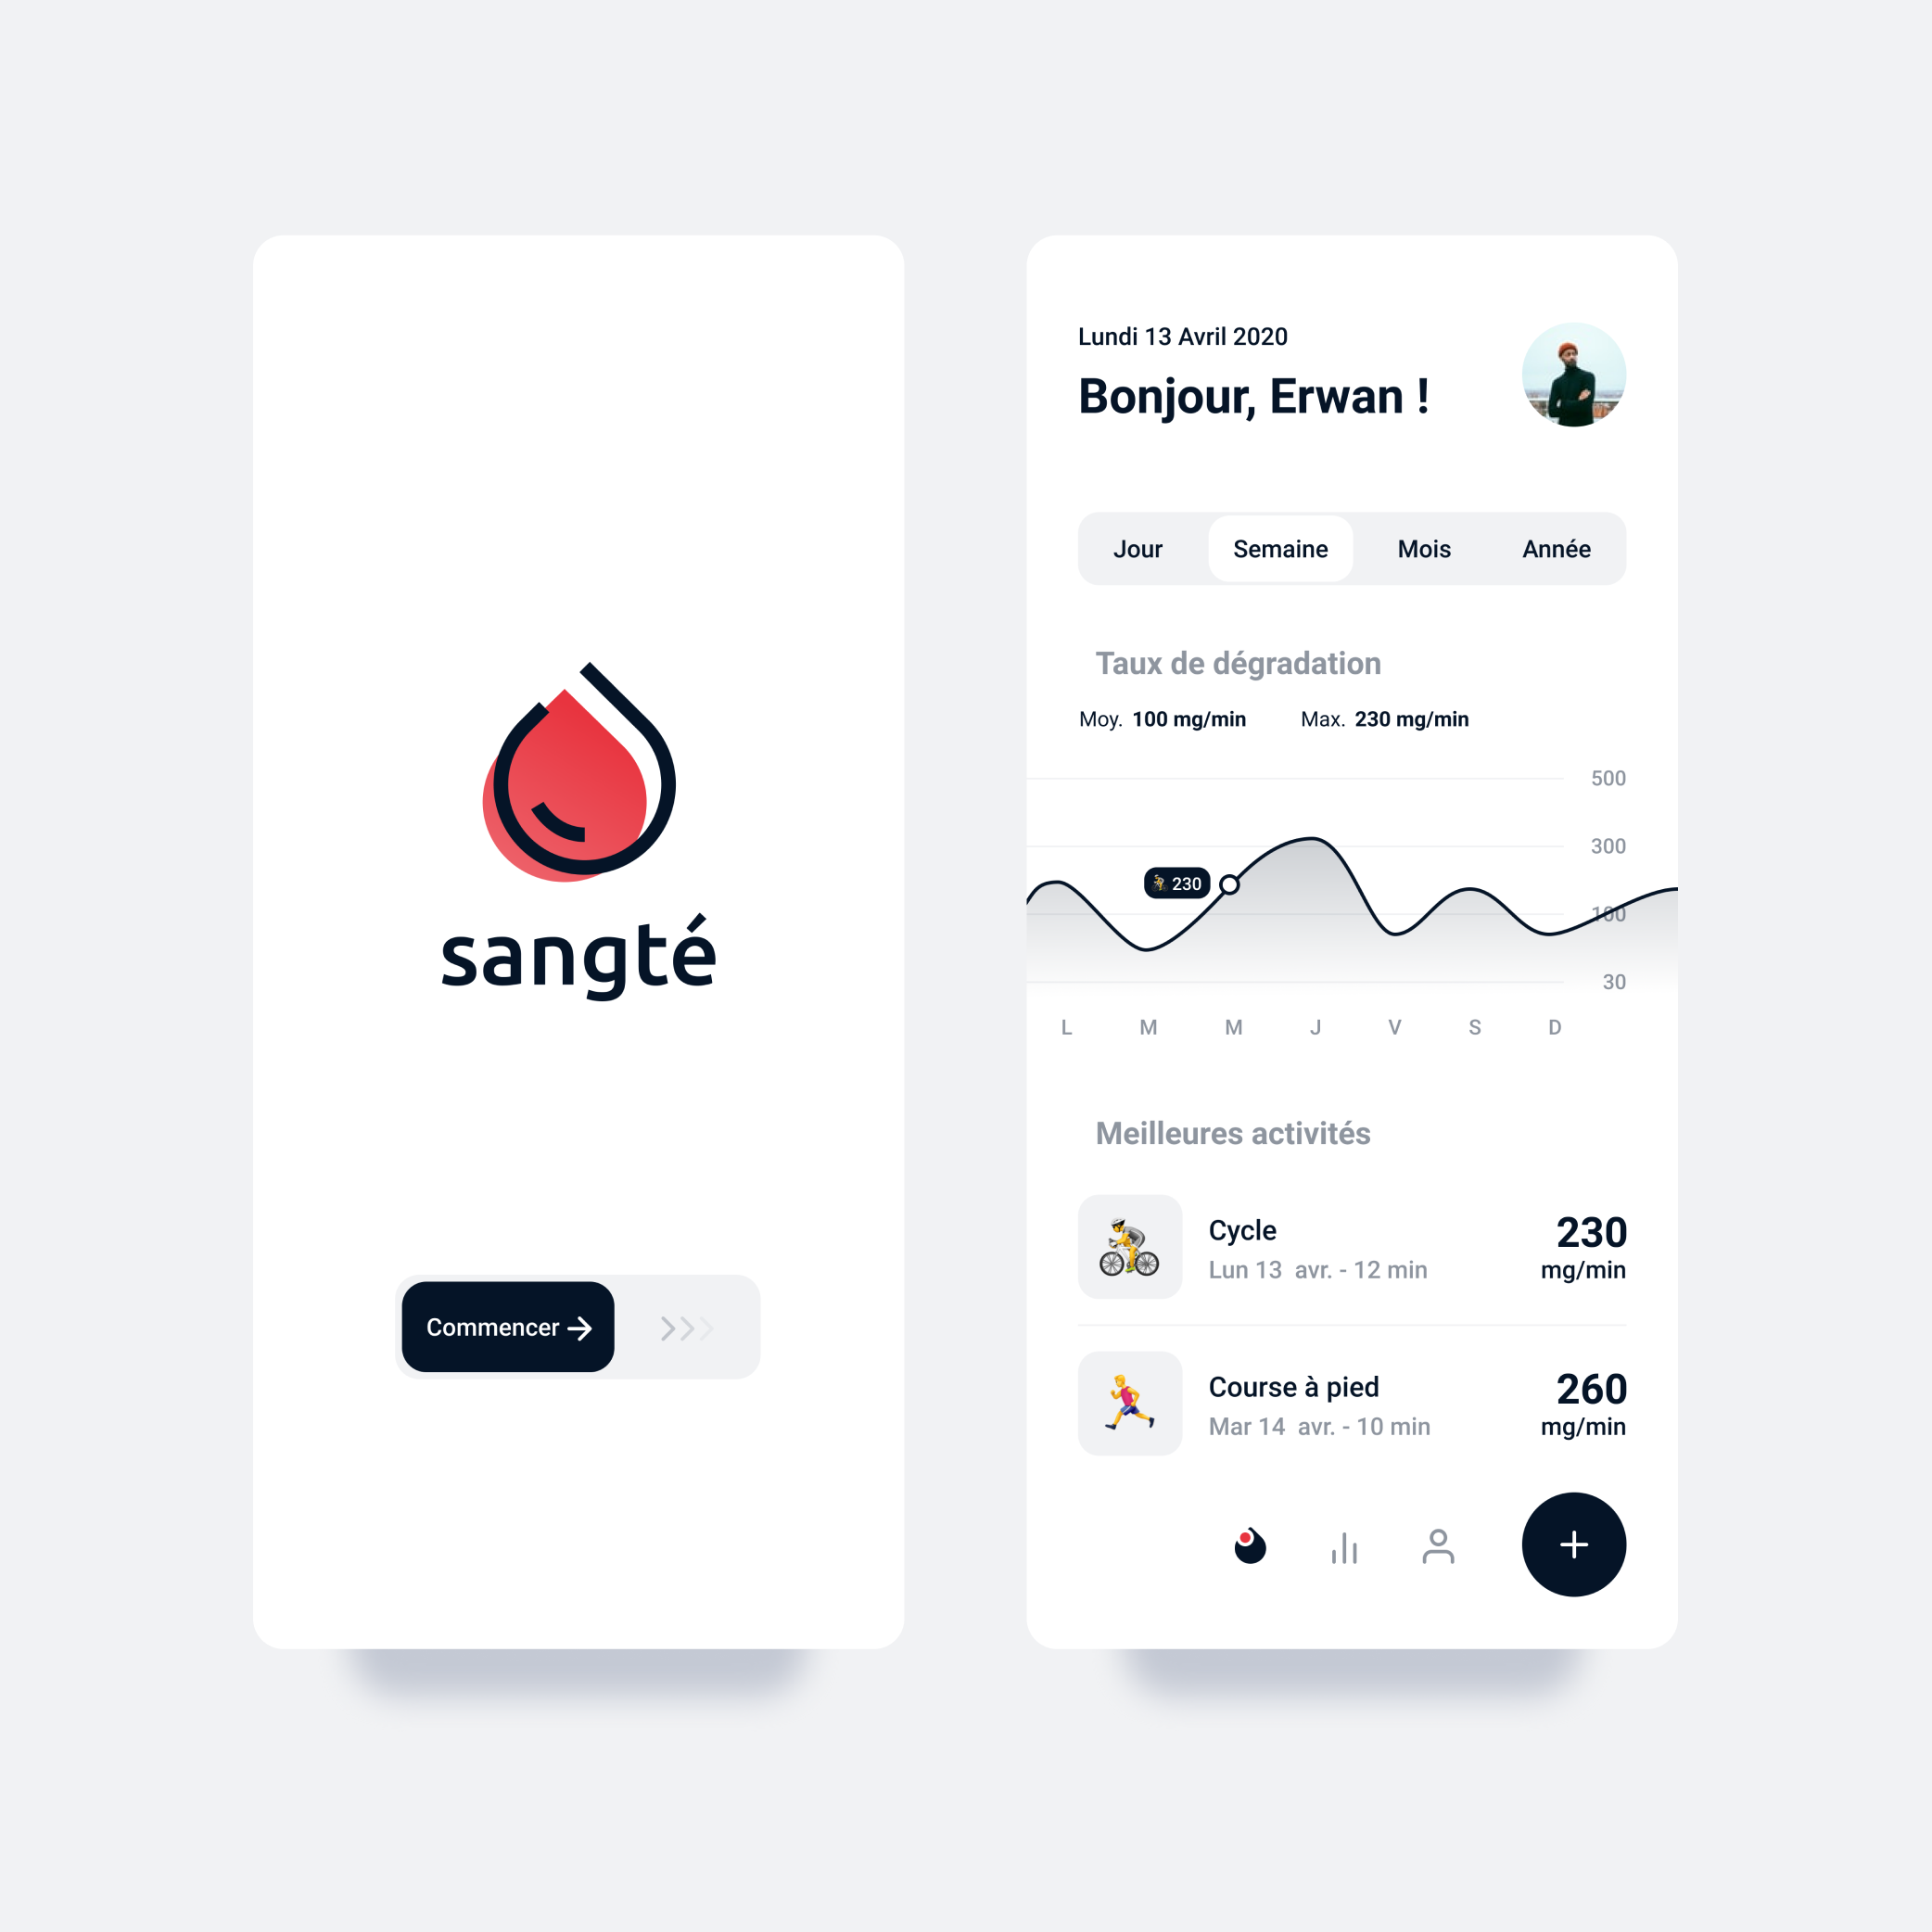 sangté
Commencer
Lundi 13 Avril 2020
Bonjour, Erwan !
Jour Semaine Mois Année
Taux de dégradation
Moy. 100 mg/min Max. 230 mg/min
500
300
230
100
30
L M M J V S D
Meilleures activités
Cycle
Lun 13 avr. - 12 min
230
mg/min
Course à pied
Mar 14 avr. - 10 min
260
mg/min